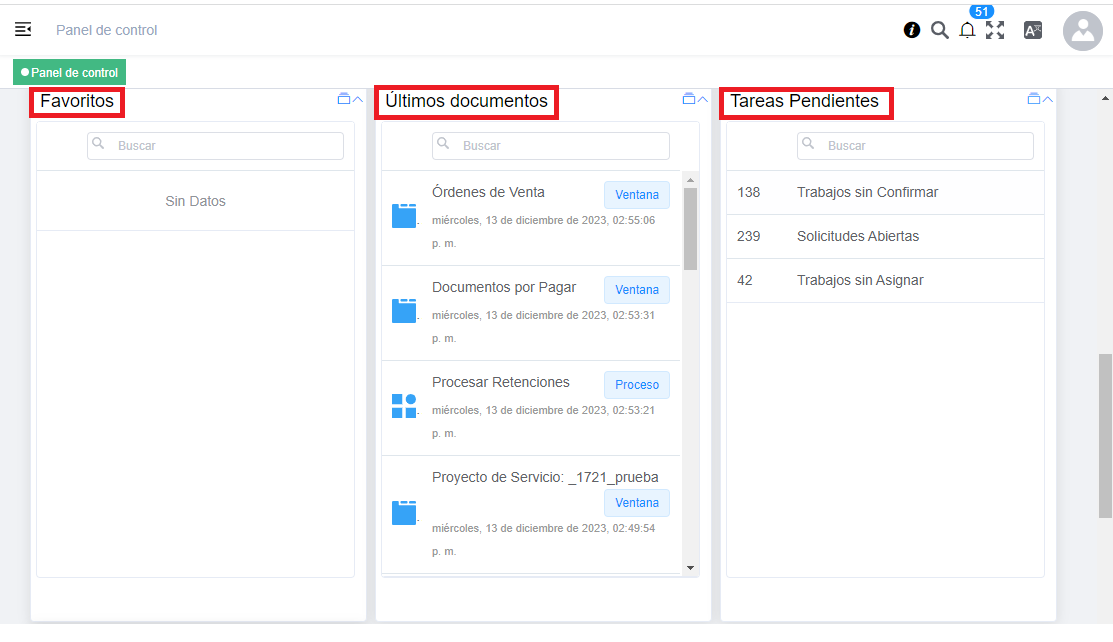 Panel de control
51
Panel de control
Favoritos
Buscar
Sin Datos
Últimos documentos
Buscar
Órdenes de Venta
Ventana
miércoles, 13 de diciembre de 2023, 02:55:06
p. m.
Documentos por Pagar
Ventana
miércoles, 13 de diciembre de 2023, 02:53:31
p. m.
Procesar Retenciones
Proceso
miércoles, 13 de diciembre de 2023, 02:53:21
p. m.
Proyecto de Servicio: _1721_prueba
Ventana
miércoles, 13 de diciembre de 2023, 02:49:54
p. m.
Tareas Pendientes
Buscar
138 Trabajos sin Confirmar
239 Solicitudes Abiertas
42 Trabajos sin Asignar